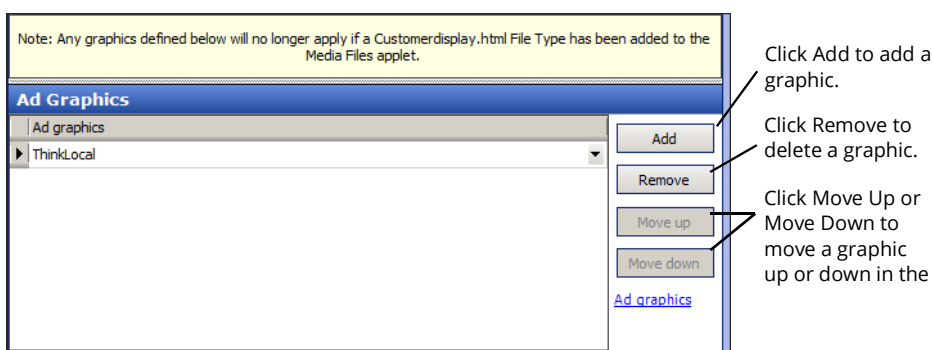 Note: Any graphics defined below will no longer apply if a Customerdisplay.html File Type has been added to the
Media Files applet.
Ad Graphics
Ad graphics
ThinkLocal
Add
Remove
Move up
Move down
Ad graphics
Click Add to add a
graphic.
Click Remove to
delete a graphic.
Click Move Up or
Move Down to
move a graphic
up or down in the